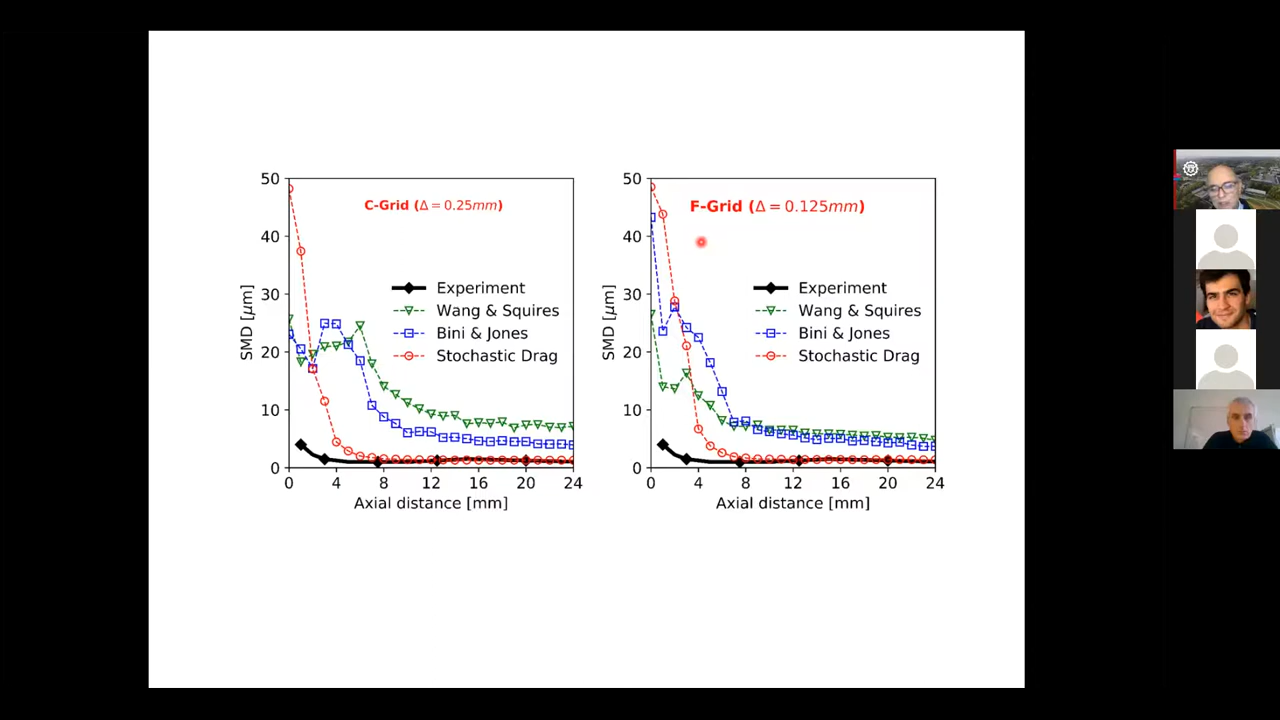 C-Grid (Δ = 0.25mm)
50
40
30
20
10
0
SMD [μm]
Experiment
Wang & Squires
Bini & Jones
Stochastic Drag
0 4 8 12 16 20 24
Axial distance [mm]
F-Grid (Δ = 0.125mm)
50
40
30
20
10
0
SMD [μm]
Experiment
Wang & Squires
Bini & Jones
Stochastic Drag
0 4 8 12 16 20 24
Axial distance [mm]